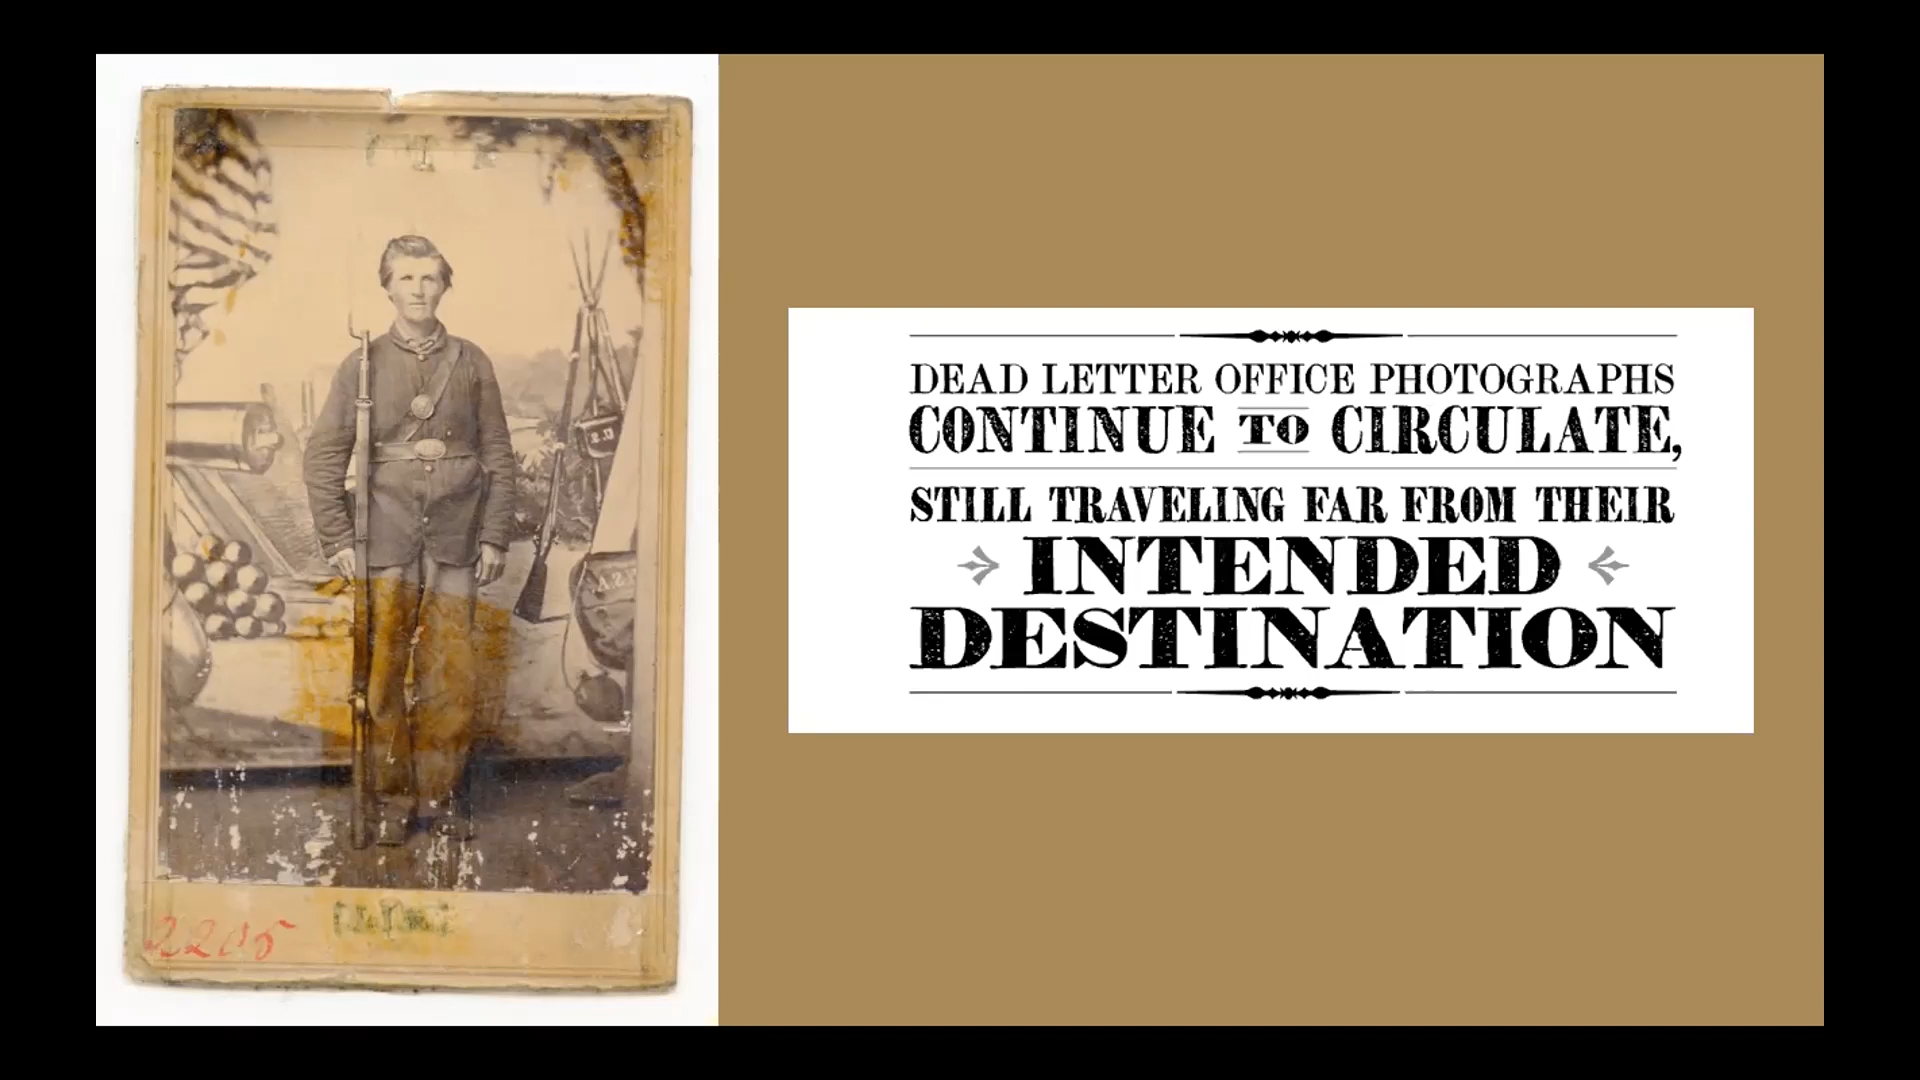 2205
U.S.
DEAD LETTER OFFICE PHOTOGRAPHS
CONTINUE TO CIRCULATE,
STILL TRAVELING FAR FROM THEIR
INTENDED
DESTINATION